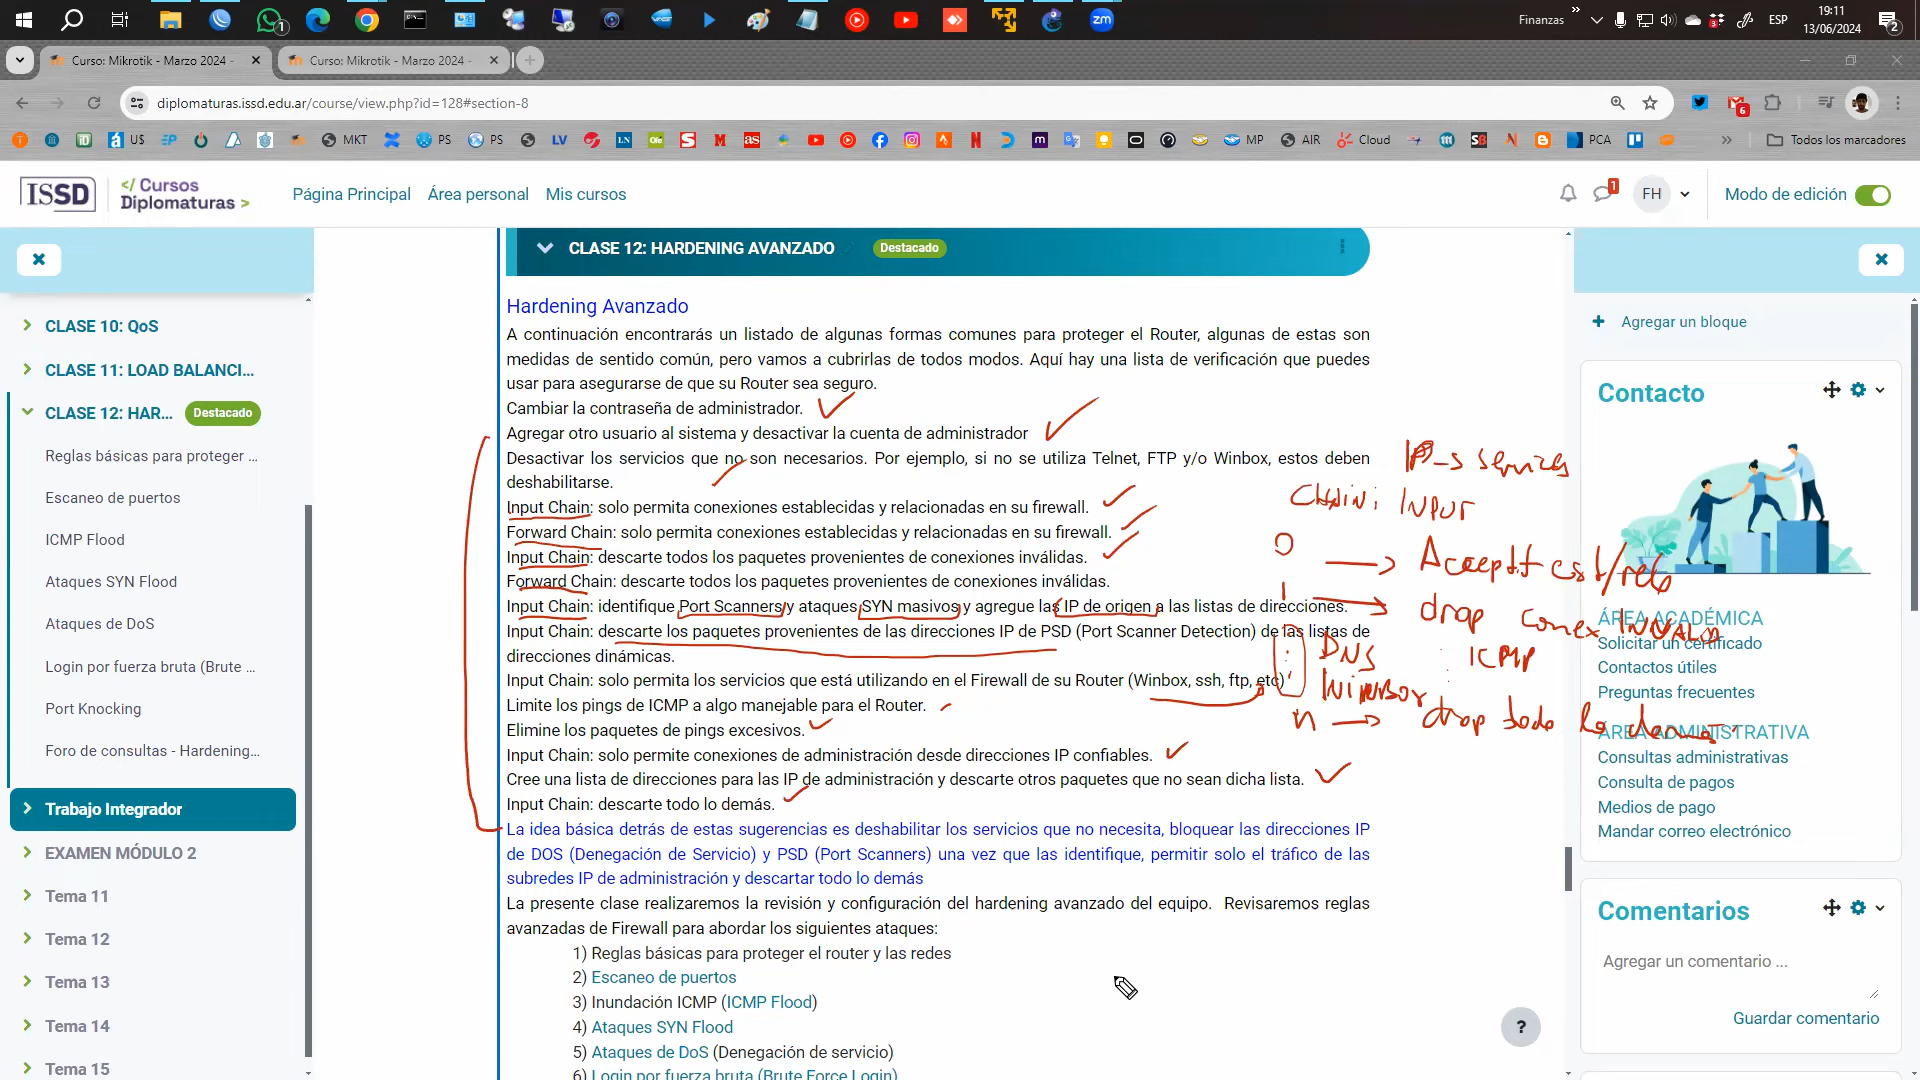 Finanzas
ESP
19:11
13/06/2024
2
1
Curso: Mikrotik - Marzo 2024 -
Curso: Mikrotik - Marzo 2024 -
diplomaturas.issd.edu.ar/course/view.php?id=128#section-8
6
U$
MKT
PS
PS
LV
LN
MP
AIR
Cloud
PCA
Todos los marcadores
ISSD
</ Cursos
Diplomaturas >
Página Principal
Área personal
Mis cursos
1
FH
Modo de edición
CLASE 10: QoS
CLASE 11: LOAD BALANCI...
CLASE 12: HAR...
Destacado
Reglas básicas para proteger ...
Escaneo de puertos
ICMP Flood
Ataques SYN Flood
Ataques de DoS
Login por fuerza bruta (Brute ...
Port Knocking
Foro de consultas - Hardening...
Trabajo Integrador
EXAMEN MÓDULO 2
Tema 11
Tema 12
Tema 13
Tema 14
Tema 15
CLASE 12: HARDENING AVANZADO
Destacado
Hardening Avanzado
A continuación encontrarás un listado de algunas formas comunes para proteger el Router, algunas de estas son
medidas de sentido común, pero vamos a cubrirlas de todos modos. Aquí hay una lista de verificación que puedes
usar para asegurarse de que su Router sea seguro.
Cambiar la contraseña de administrador.
Agregar otro usuario al sistema y desactivar la cuenta de administrador
Desactivar los servicios que no son necesarios. Por ejemplo, si no se utiliza Telnet, FTP y/o Winbox, estos deben
deshabilitarse.
Input Chain: solo permita conexiones establecidas y relacionadas en su firewall.
Forward Chain: solo permita conexiones establecidas y relacionadas en su firewall.
Input Chain: descarte todos los paquetes provenientes de conexiones inválidas.
Forward Chain: descarte todos los paquetes provenientes de conexiones inválidas.
Input Chain: identifique Port Scanners y ataques SYN masivos y agregue las IP de origen a las listas de direcciones.
Input Chain: descarte los paquetes provenientes de las direcciones IP de PSD (Port Scanner Detection) de las listas de
direcciones dinámicas.
Input Chain: solo permita los servicios que está utilizando en el Firewall de su Router (Winbox, ssh, ftp, etc)
Limite los pings de ICMP a algo manejable para el Router.
Elimine los paquetes de pings excesivos.
Input Chain: solo permite conexiones de administración desde direcciones IP confiables.
Cree una lista de direcciones para las IP de administración y descarte otros paquetes que no sean dicha lista.
Input Chain: descarte todo lo demás.
La idea básica detrás de estas sugerencias es deshabilitar los servicios que no necesita, bloquear las direcciones IP
de DOS (Denegación de Servicio) y PSD (Port Scanners) una vez que las identifique, permitir solo el tráfico de las
subredes IP de administración y descartar todo lo demás
La presente clase realizaremos la revisión y configuración del hardening avanzado del equipo. Revisaremos reglas
avanzadas de Firewall para abordar los siguientes ataques:
1) Reglas básicas para proteger el router y las redes
2) Escaneo de puertos
3) Inundación ICMP (ICMP Flood)
4) Ataques SYN Flood
5) Ataques de DoS (Denegación de servicio)
6) Login por fuerza bruta (Brute Force Login)
IP-s services
CHAIN: INPUT
0
Accept est/rela
1
drop conex INVALID
DNS
ICMP
WINBOX
n
drop todo lo demas
Agregar un bloque
Contacto
ÁREA ACADÉMICA
Solicitar un certificado
Contactos útiles
Preguntas frecuentes
ÁREA ADMINISTRATIVA
Consultas administrativas
Consulta de pagos
Medios de pago
Mandar correo electrónico
Comentarios
Agregar un comentario ...
Guardar comentario
?